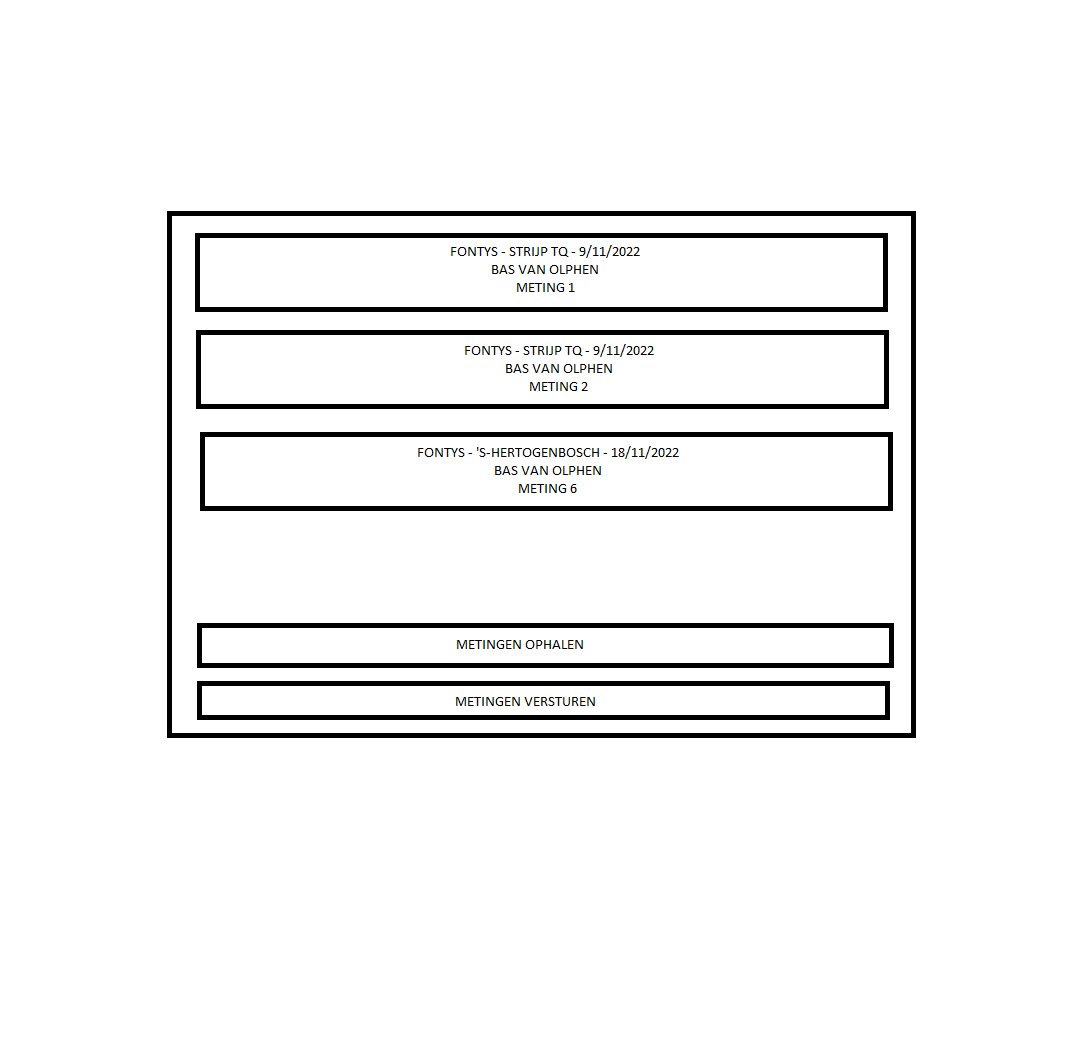 FONTYS - STRIJP TQ - 9/11/2022
BAS VAN OLPHEN
METING 1
FONTYS - STRIJP TQ - 9/11/2022
BAS VAN OLPHEN
METING 2
FONTYS - 'S-HERTOGENBOSCH - 18/11/2022
BAS VAN OLPHEN
METING 6
METINGEN OPHALEN
METINGEN VERSTUREN